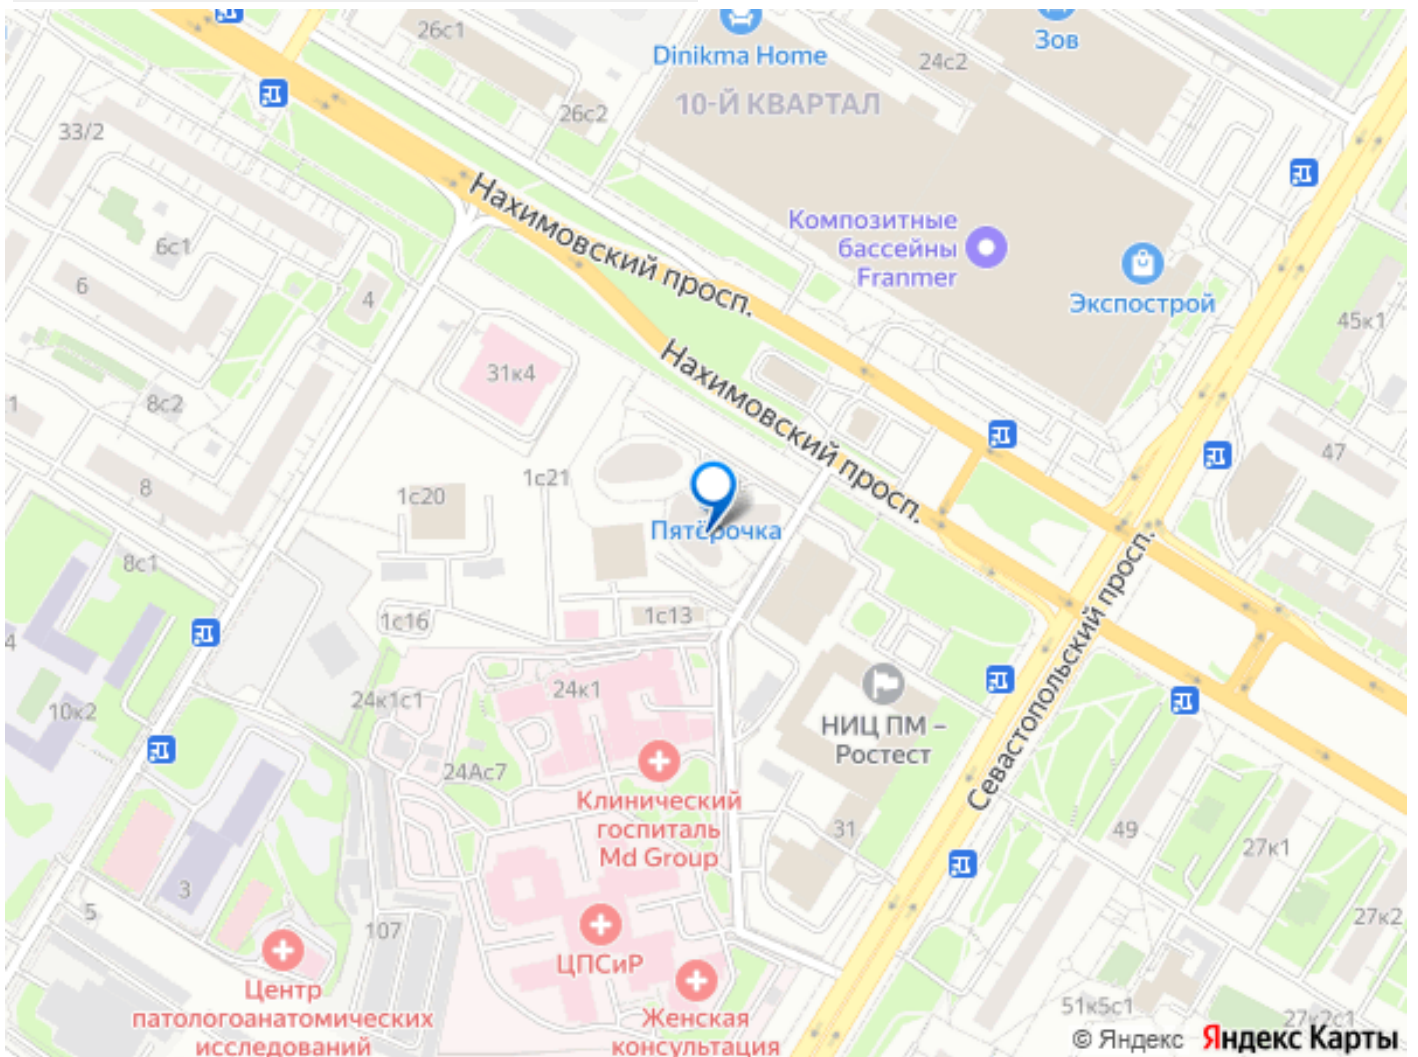 26с1
Dinikma Home
Зов
24с2
10-Й КВАРТАЛ
26с2
33/2
Нахимовский просп.
Композитные
бассейны
Franmer
6с1
6
4
Экспострой
45к1
31к4
Нахимовский просп.
8с2
1
47
8
1с20
1с21
Пятёрочка
8с1
Севастопольский просп.
1с16
1с13
4
24к1
24к1с1
10к2
НИЦ ПМ –
Ростест
24Ас7
Клинический
госпиталь
Md Group
31
49
27к1
3
5
107
27к2
ЦПСиР
Центр
патологоанатомических
исследований
Женская
консультация
51к5с1
27к2с1
© Яндекс Яндекс Карты